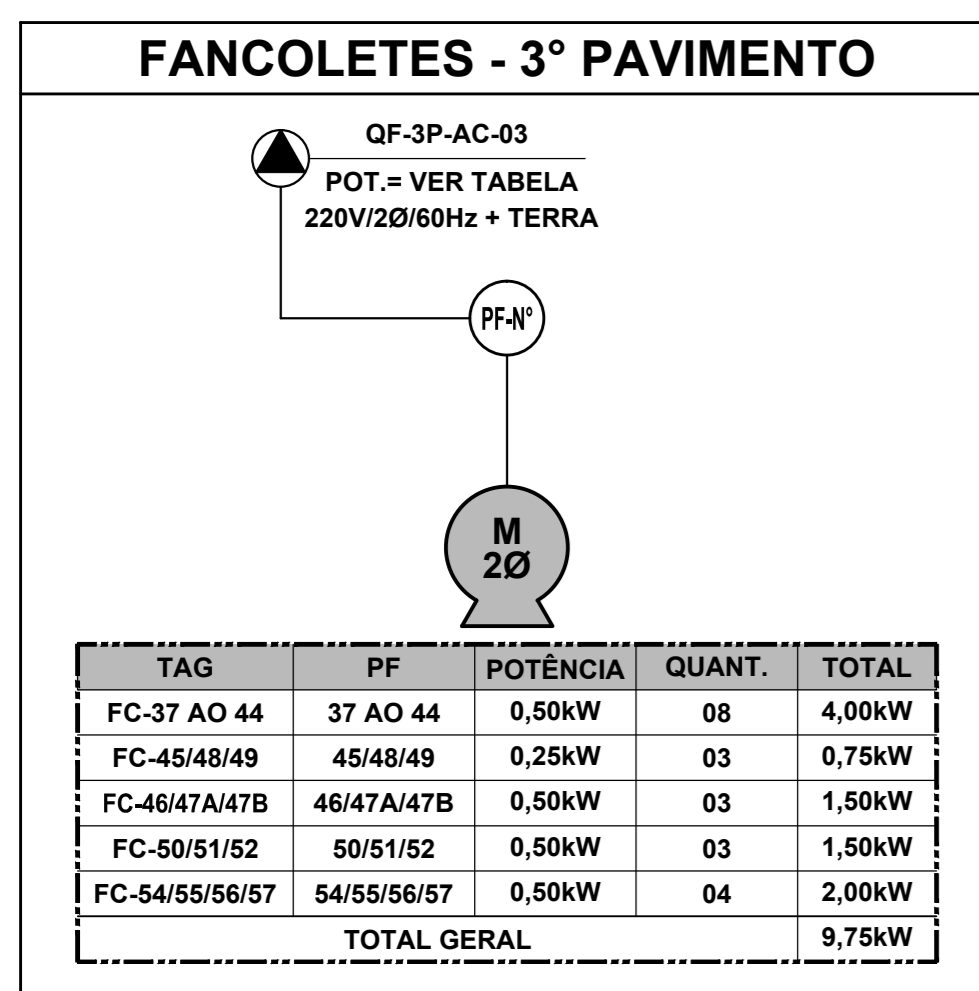 FANCOLETES - 3° PAVIMENTO
QF-3P-AC-03
POT.= VER TABELA
220V/2Ø/60Hz + TERRA
PF-N°
M
2Ø
TAG PF POTÊNCIA QUANT. TOTAL
FC-37 AO 44 37 AO 44 0,50kW 08 4,00kW
FC-45/48/49 45/48/49 0,25kW 03 0,75kW
FC-46/47A/47B 46/47A/47B 0,50kW 03 1,50kW
FC-50/51/52 50/51/52 0,50kW 03 1,50kW
FC-54/55/56/57 54/55/56/57 0,50kW 04 2,00kW
TOTAL GERAL 9,75kW